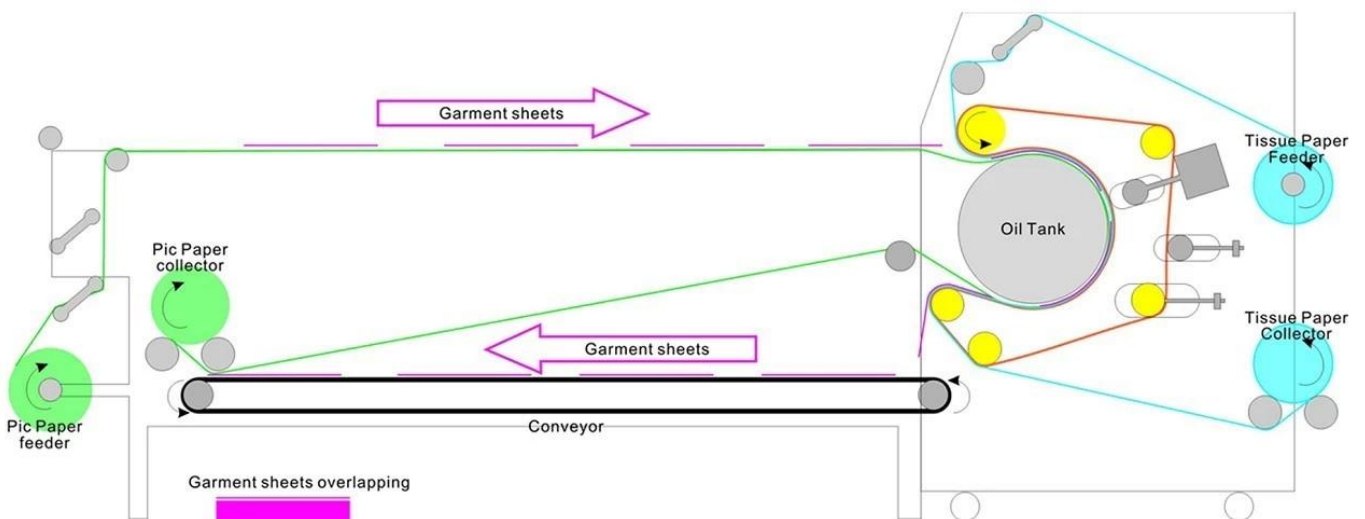 Garment sheets
Tissue Paper
Feeder
Oil Tank
Pic Paper
collector
Garment sheets
Tissue Paper
Collector
Pic Paper
feeder
Conveyor
Garment sheets overlapping